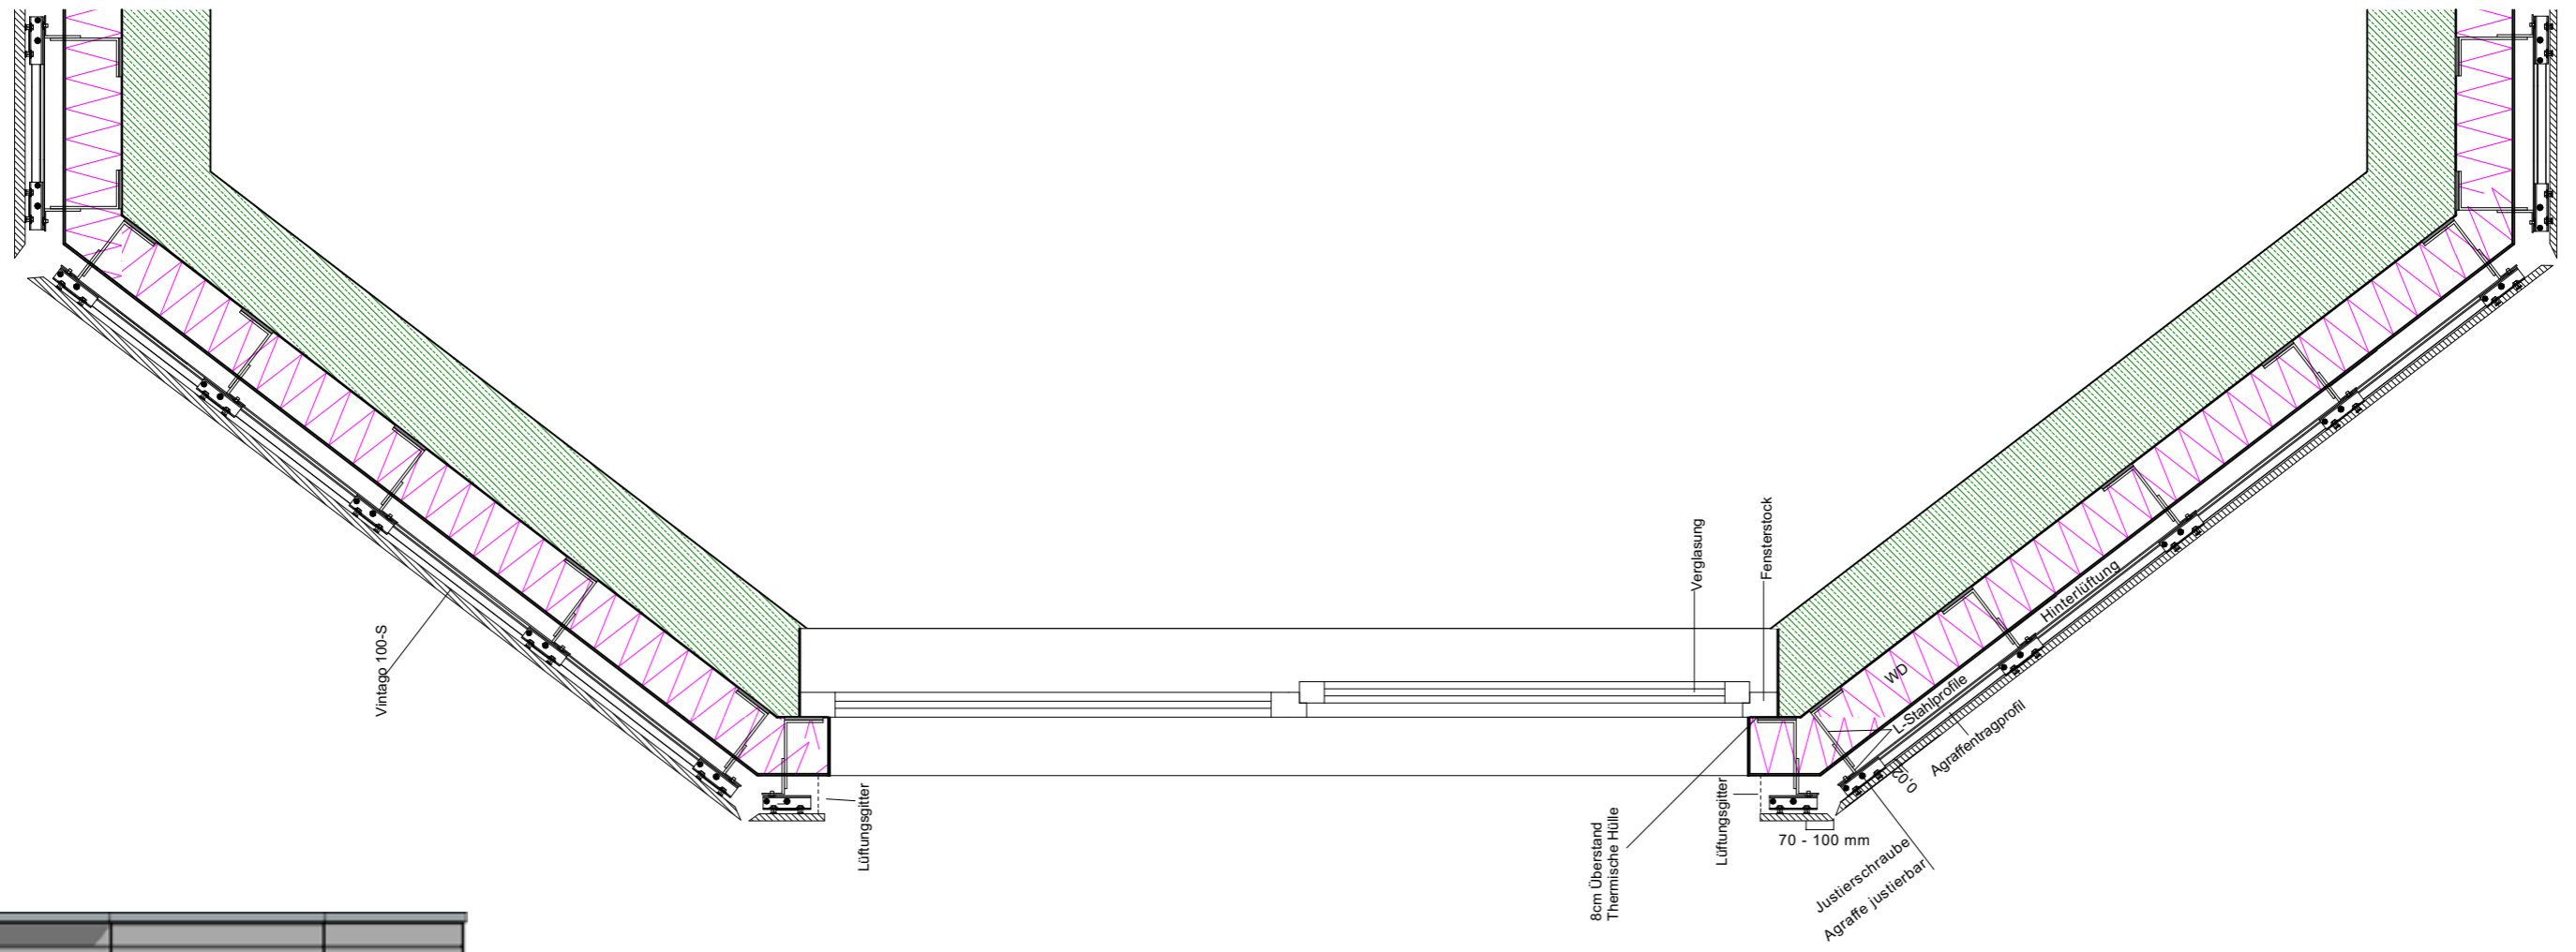 Vintago 100-S
Lüftungsgitter
Verglasung
Fensterstock
8cm Überstand
Thermische Hülle
Lüftungsgitter
70 - 100 mm
WD
L-Stahlprofile
Hinterlüftung
Agraffentragprofil
0,02
Justierschraube
Agraffe justierbar